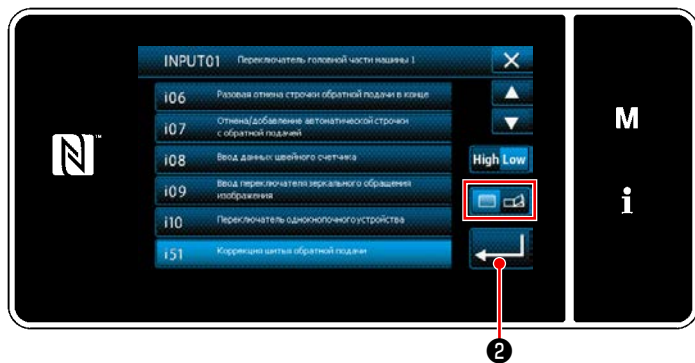 INPUT01 Переключатель головной части машины 1
i06 Разовая отмена строчки обратной подачи в конце
i07 Отмена/добавление автоматической строчки
с обратной подачей
i08 Ввод данных швейного счетчика
i09 Ввод переключателя зеркального обращения
изображения
i10 Переключатель однокнопочного устройства
i51 Коррекция шитья обратной подачи
High Low
M
i
N
2